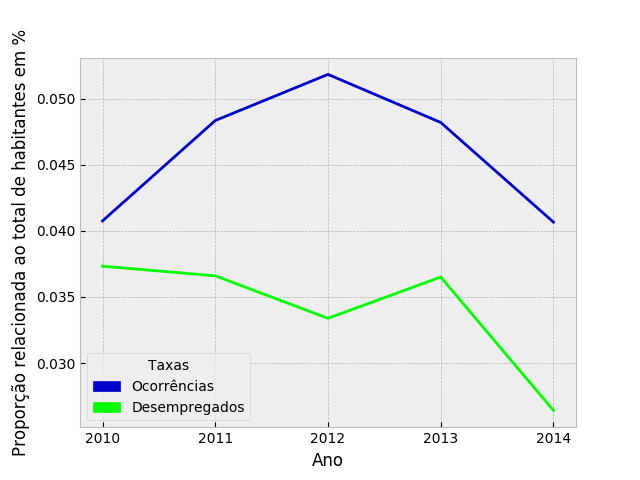 Proporção relacionada ao total de habitantes em %
0.050
0.045
0.040
0.035
0.030
Taxas
Ocorrências
Desempregados
2010 2011 2012 2013 2014
Ano